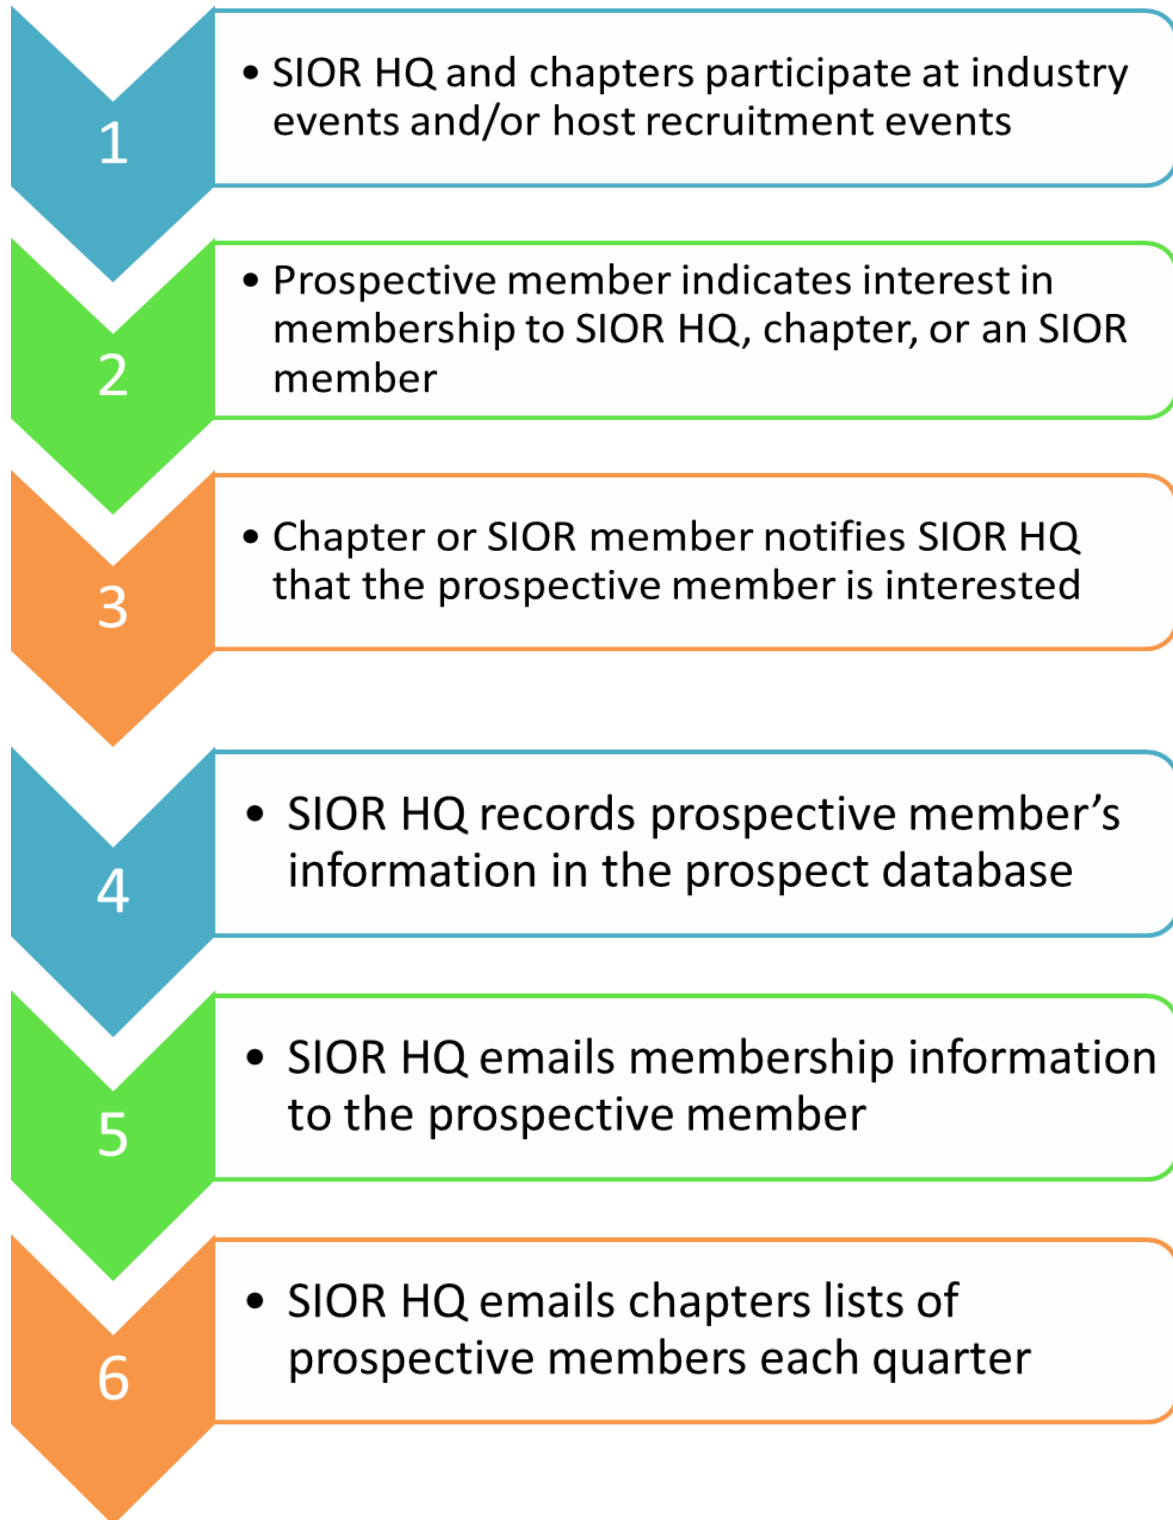 1
• SIOR HQ and chapters participate at industry
events and/or host recruitment events
2
• Prospective member indicates interest in
membership to SIOR HQ, chapter, or an SIOR
member
3
• Chapter or SIOR member notifies SIOR HQ
that the prospective member is interested
4
• SIOR HQ records prospective member’s
information in the prospect database
5
• SIOR HQ emails membership information
to the prospective member
6
• SIOR HQ emails chapters lists of
prospective members each quarter